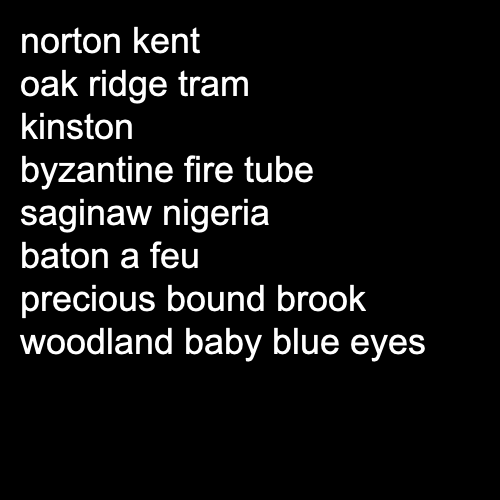 norton kent
oak ridge tram
kinston
byzantine fire tube
saginaw nigeria
baton a feu
precious bound brook
woodland baby blue eyes